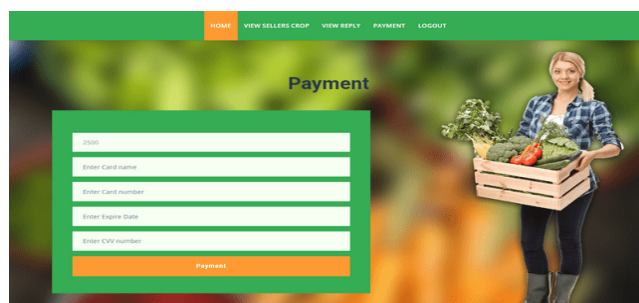 HOME VIEW SELLERS CROP VIEW REPLY PAYMENT LOGOUT
Payment
2500
Enter Card name
Enter Card number
Enter Expire Date
Enter CVV number
Payment